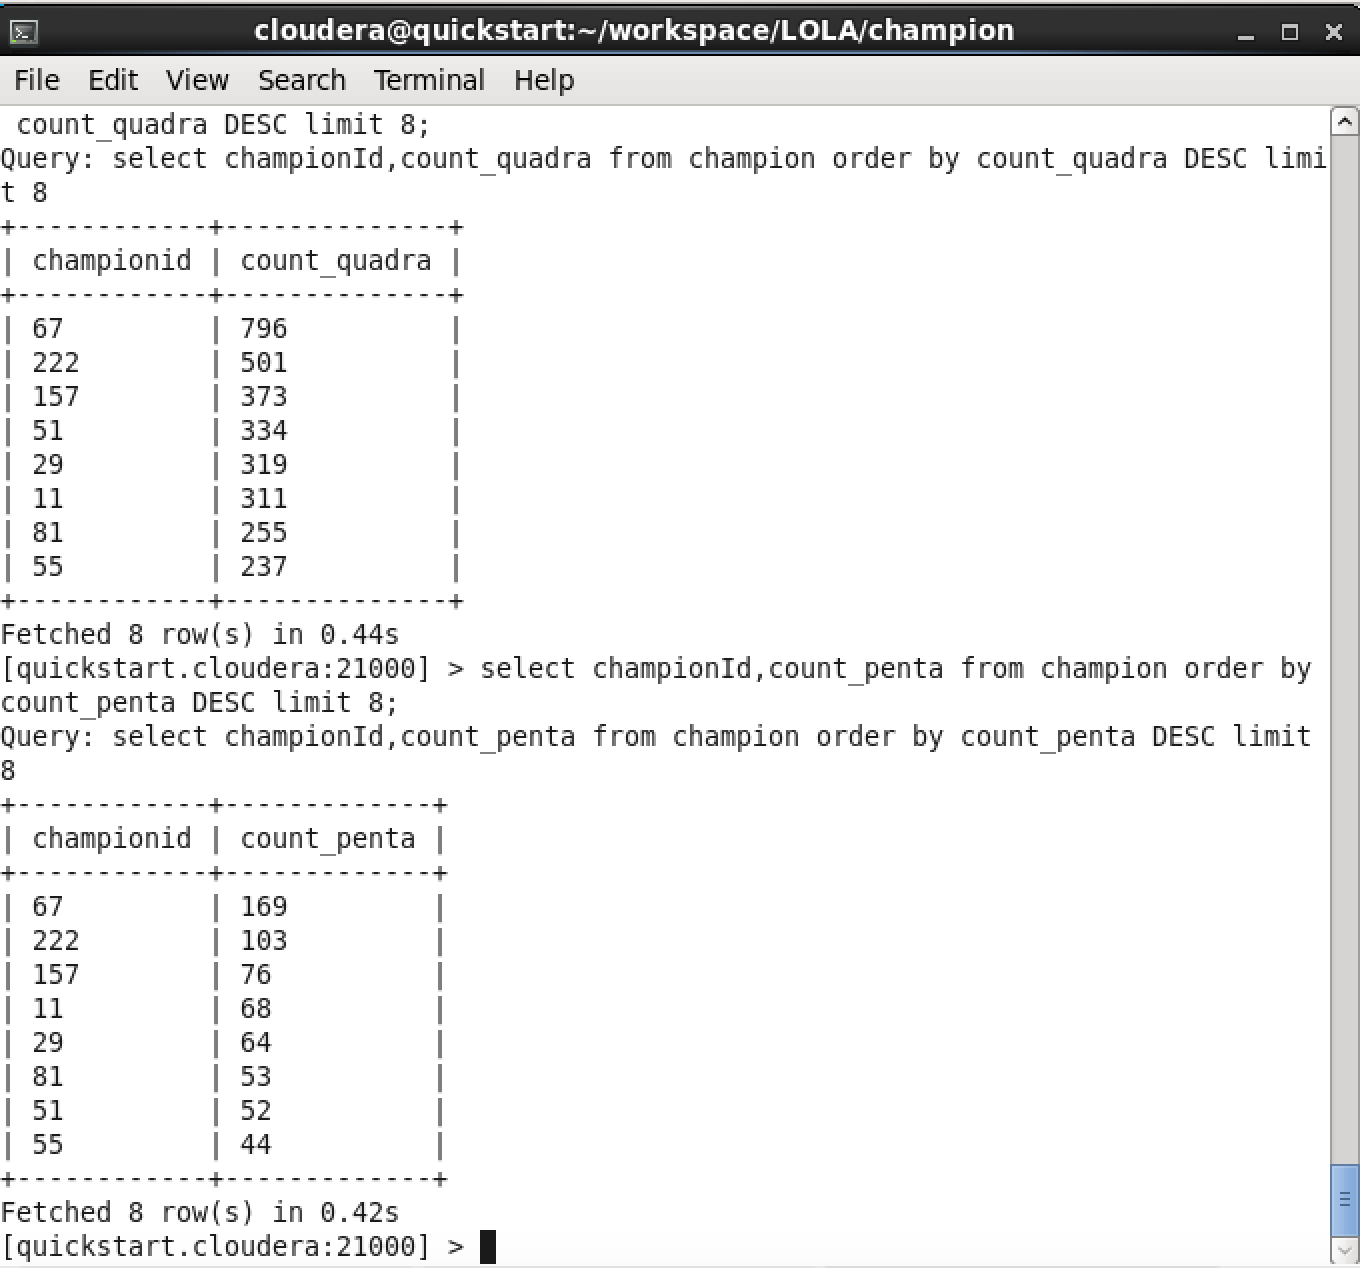 cloudera@quickstart:~/workspace/LOLA/champion
File Edit View Search Terminal Help
 count_quadra DESC limit 8;
Query: select championId,count_quadra from champion order by count_quadra DESC limi
t 8
+------------+--------------+
| championid | count_quadra |
+------------+--------------+
| 67         | 796          |
| 222        | 501          |
| 157        | 373          |
| 51         | 334          |
| 29         | 319          |
| 11         | 311          |
| 81         | 255          |
| 55         | 237          |
+------------+--------------+
Fetched 8 row(s) in 0.44s
[quickstart.cloudera:21000] > select championId,count_penta from champion order by
count_penta DESC limit 8;
Query: select championId,count_penta from champion order by count_penta DESC limit
8
+------------+-------------+
| championid | count_penta |
+------------+-------------+
| 67         | 169         |
| 222        | 103         |
| 157        | 76          |
| 11         | 68          |
| 29         | 64          |
| 81         | 53          |
| 51         | 52          |
| 55         | 44          |
+------------+-------------+
Fetched 8 row(s) in 0.42s
[quickstart.cloudera:21000] >